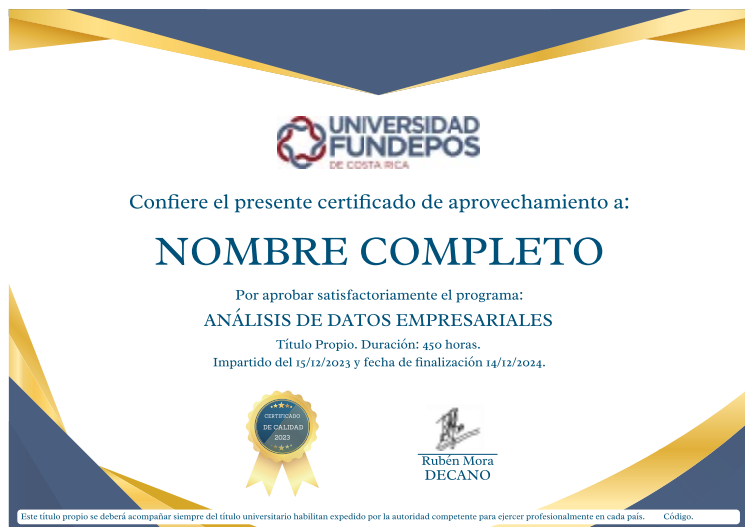 UNIVERSIDAD
FUNDEPOS
DE COSTA RICA
Confiere el presente certificado de aprovechamiento a:
NOMBRE COMPLETO
Por aprobar satisfactoriamente el programa:
ANÁLISIS DE DATOS EMPRESARIALES
Título Propio. Duración: 450 horas.
Impartido del 15/12/2023 y fecha de finalización 14/12/2024.
CERTIFICADO
DE CALIDAD
2023
Rubén Mora
DECANO
Este título propio se deberá acompañar siempre del título universitario habilitan expedido por la autoridad competente para ejercer profesionalmente en cada país. Código.